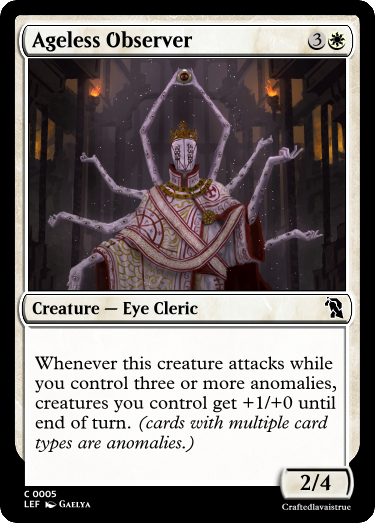 Ageless Observer 3
Creature — Eye Cleric
Whenever this creature attacks while
you control three or more anomalies,
creatures you control get +1/+0 until
end of turn. (cards with multiple card
types are anomalies.)
2/4
C 0005
LEF Gaelya
Craftedlavaistrue